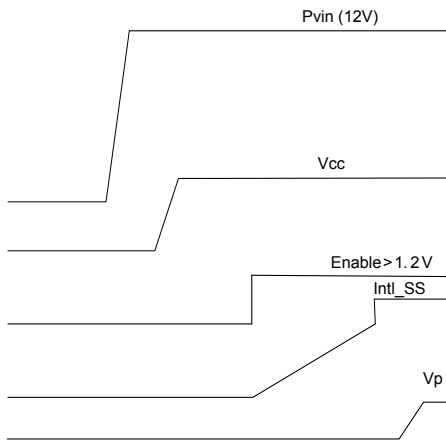 Pvin (12V)
Vcc
Enable>1.2V
Intl_SS
Vp